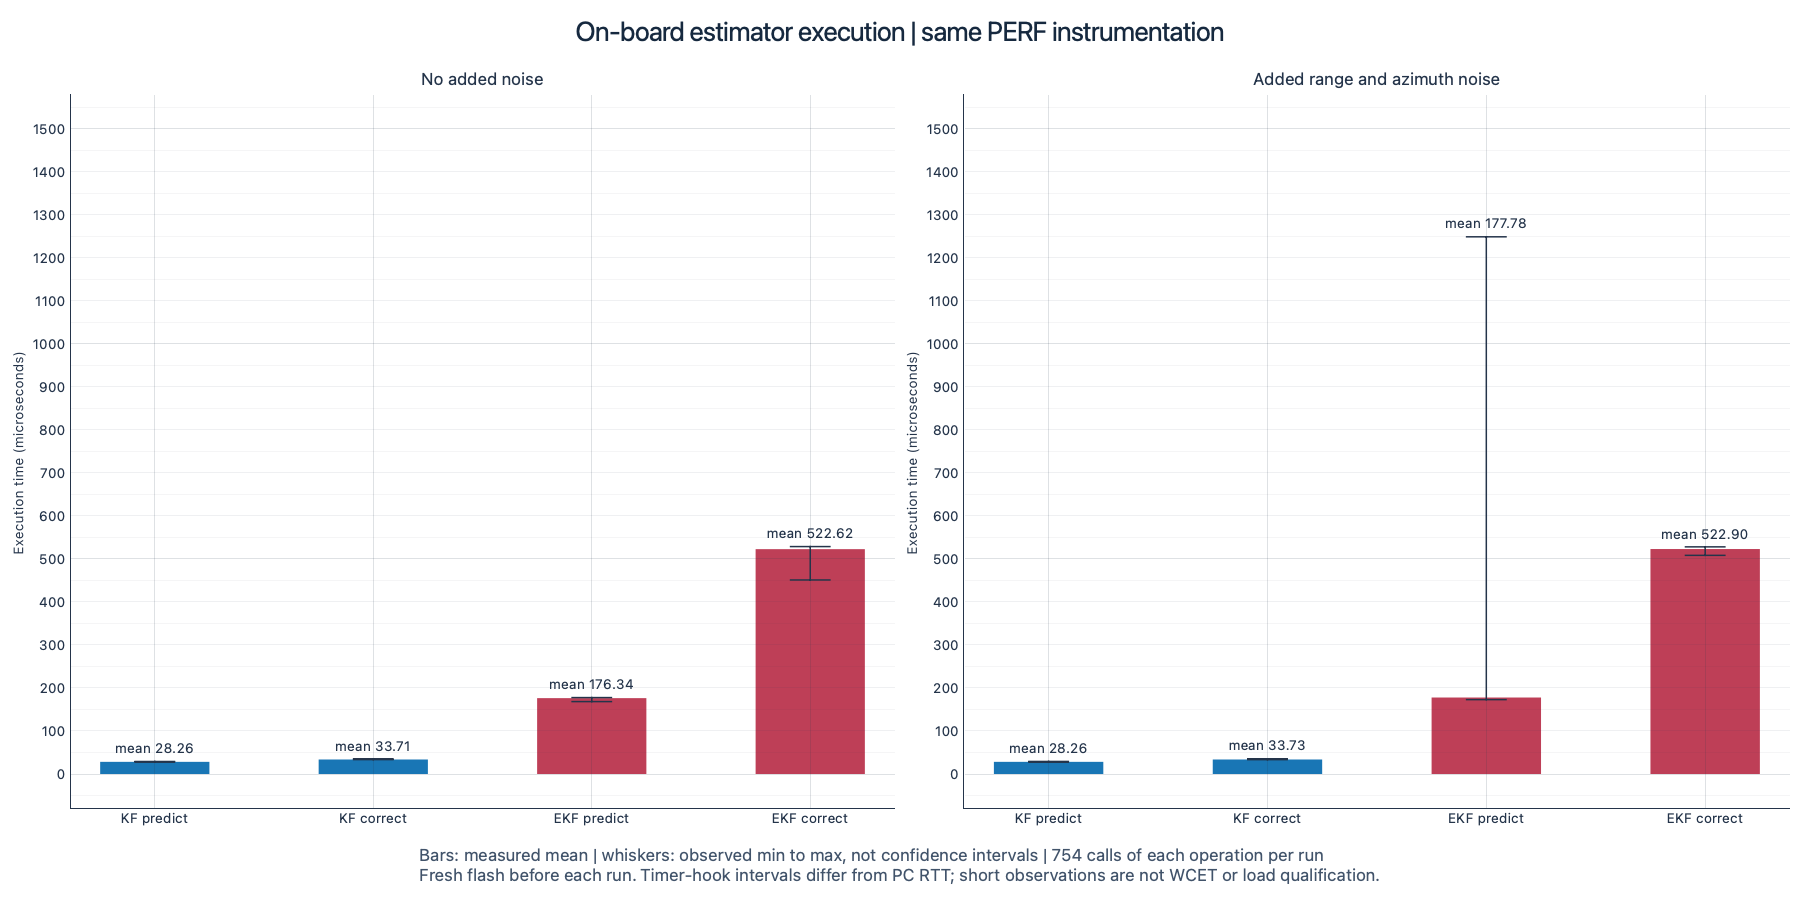 On-board estimator execution | same PERF instrumentation
No added noise
Execution time (microseconds)
1500
1400
1300
1200
1100
1000
900
800
700
600
500
400
300
200
100
0
mean 28.26
mean 33.71
mean 176.34
mean 522.62
KF predict
KF correct
EKF predict
EKF correct
Added range and azimuth noise
Execution time (microseconds)
1500
1400
1300
1200
1100
1000
900
800
700
600
500
400
300
200
100
0
mean 28.26
mean 33.73
mean 177.78
mean 522.90
KF predict
KF correct
EKF predict
EKF correct
Bars: measured mean | whiskers: observed min to max, not confidence intervals | 754 calls of each operation per run
Fresh flash before each run. Timer-hook intervals differ from PC RTT; short observations are not WCET or load qualification.